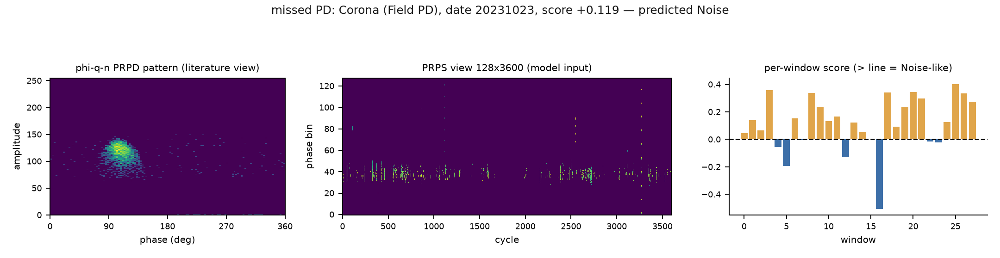 missed PD: Corona (Field PD), date 20231023, score +0.119 — predicted Noise
phi-q-n PRPD pattern (literature view)
250
200
150
100
50
0
amplitude
0 90 180 270 360
phase (deg)
PRPS view 128x3600 (model input)
120
100
80
60
40
20
0
phase bin
0 500 1000 1500 2000 2500 3000 3500
cycle
per-window score (> line = Noise-like)
0.4
0.2
0.0
−0.2
−0.4
0 5 10 15 20 25
window